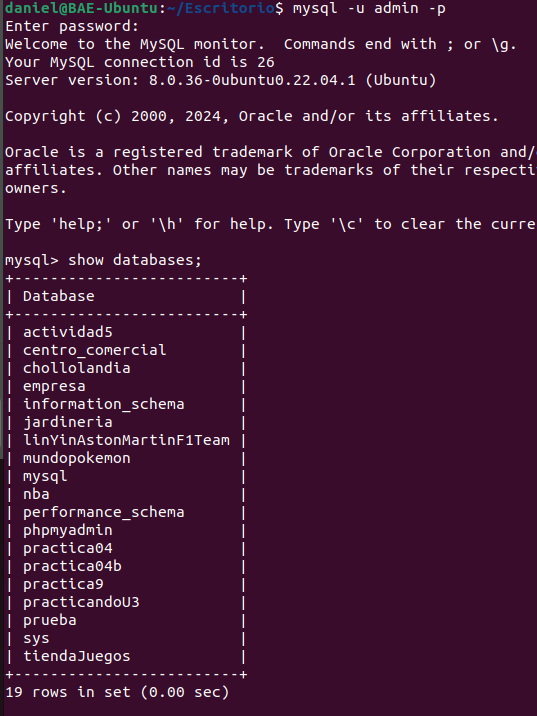 daniel@BAE-Ubuntu:~/Escritorio$ mysql -u admin -p
Enter password:
Welcome to the MySQL monitor.  Commands end with ; or \g.
Your MySQL connection id is 26
Server version: 8.0.36-0ubuntu0.22.04.1 (Ubuntu)

Copyright (c) 2000, 2024, Oracle and/or its affiliates.

Oracle is a registered trademark of Oracle Corporation and/
affiliates. Other names may be trademarks of their respecti
owners.

Type 'help;' or '\h' for help. Type '\c' to clear the curre

mysql> show databases;
+-------------------------+
| Database                |
+-------------------------+
| actividad5              |
| centro_comercial        |
| chollolandia            |
| empresa                 |
| information_schema      |
| jardineria              |
| linYinAstonMartinF1Team |
| mundopokemon            |
| mysql                   |
| nba                     |
| performance_schema      |
| phpmyadmin              |
| practica04              |
| practica04b             |
| practica9               |
| practicandoU3           |
| prueba                  |
| sys                     |
| tiendaJuegos            |
+-------------------------+
19 rows in set (0.00 sec)